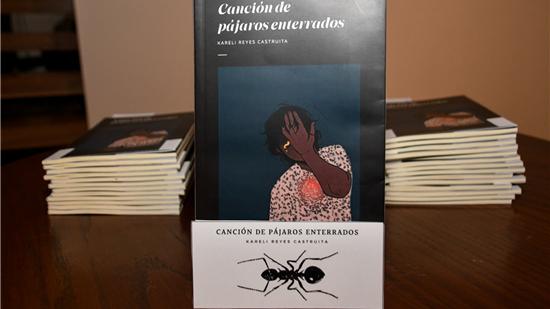 Canción de
pájaros enterrados
KARELI REYES CASTRUITA
CANCIÓN DE PÁJAROS ENTERRADOS
KARELI REYES CASTRUITA